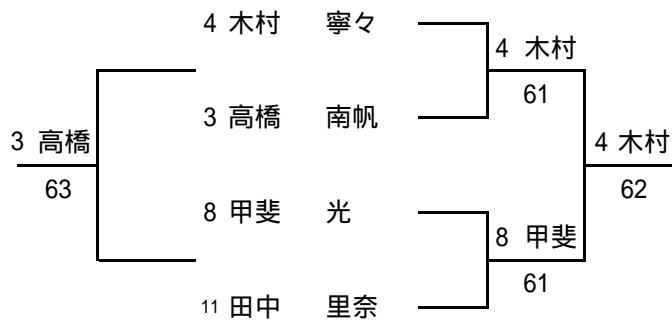 4 木村 寧々
4 木村
61
3 高橋 南帆
3 高橋
63
4 木村
62
8 甲斐 光
8 甲斐
61
11 田中 里奈